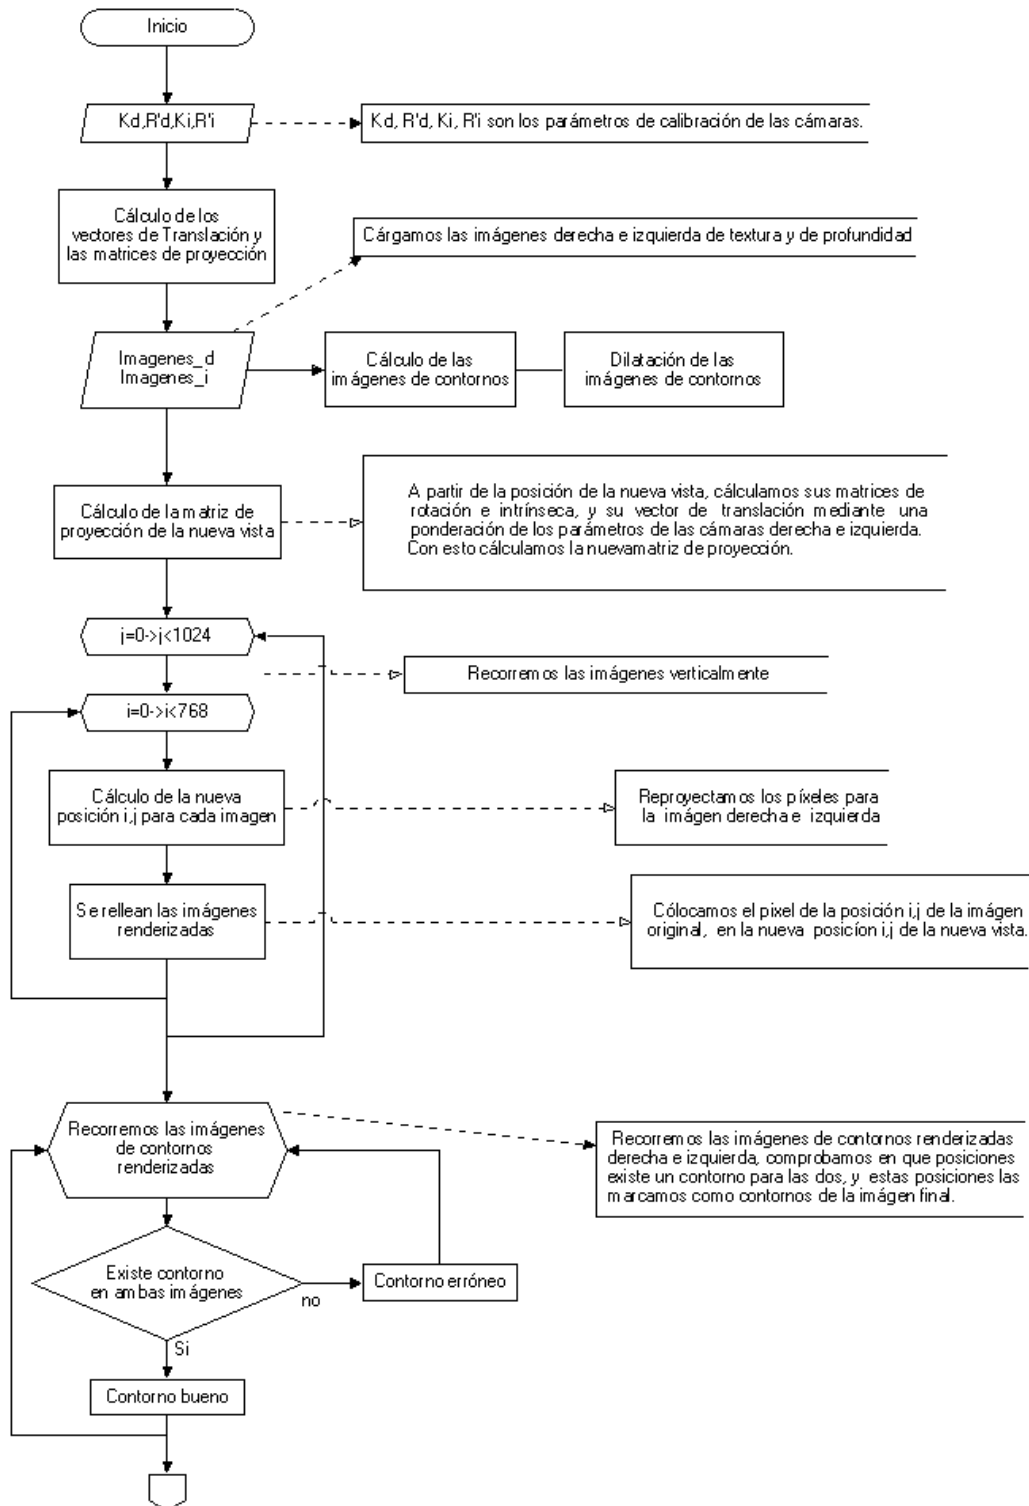 Inicio
Kd,R'd,Ki,R'i
Kd, R'd, Ki, R'i son los parámetros de calibración de las cámaras.
Cálculo de los
vectores de Translación y
las matrices de proyección
Cárgamos las imágenes derecha e izquierda de textura y de profundidad
Imagenes_d
Imagenes_i
Cálculo de las
imágenes de contornos
Dilatación de las
imágenes de contornos
Cálculo de la matriz de
proyección de la nueva vista
A partir de la posición de la nueva vista, cálculamos sus matrices de
rotación e intrínseca, y su vector de translación mediante una
ponderación de los parámetros de las cámaras derecha e izquierda.
Con esto cálculamos la nuevamatriz de proyección.
j=0->j<1024
Recorremos las imágenes verticalmente
i=0->i<768
Cálculo de la nueva
posición i,j para cada imagen
Reproyectamos los píxeles para
la imágen derecha e izquierda
Se rellean las imágenes
renderizadas
Cólocamos el pixel de la posición i,j de la imágen
original, en la nueva posicíon i,j de la nueva vista.
Recorremos las imágenes
de contornos
renderizadas
Recorremos las imágenes de contornos renderizadas
derecha e izquierda, comprobamos en que posiciones
existe un contorno para las dos, y estas posiciones las
marcamos como contornos de la imágen final.
Existe contorno
en ambas imágenes
no
Contorno erróneo
Si
Contorno bueno